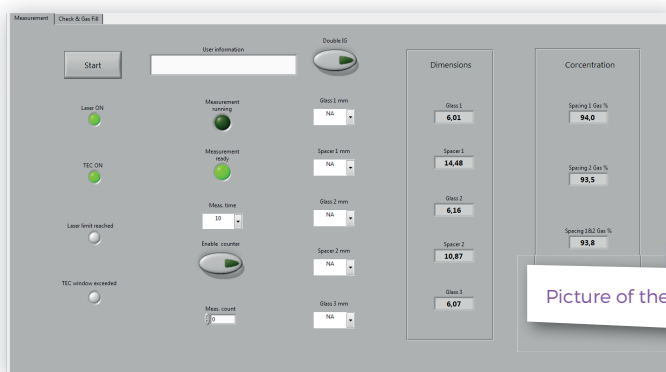 Measurement
Check & Gas Fill
Start
User information
Double IG
Laser ON
TEC ON
Laser limit reached
TEC window exceeded
Measurement
running
Measurement
ready
Meas. time
10
Enable counter
Meas. count
0
Glass 1 mm
NA
Spacer 1 mm
NA
Glass 2 mm
NA
Spacer 2 mm
NA
Glass 3 mm
NA
Dimensions
Glass 1
6,01
Spacer 1
14,48
Glass 2
6,16
Spacer 2
10,87
Glass 3
6,07
Corcentration
Spacing 1 Gas %
94,0
Spacing 2 Gas %
93,5
Spacing 1&2 Gas %
93,8
Picture of the